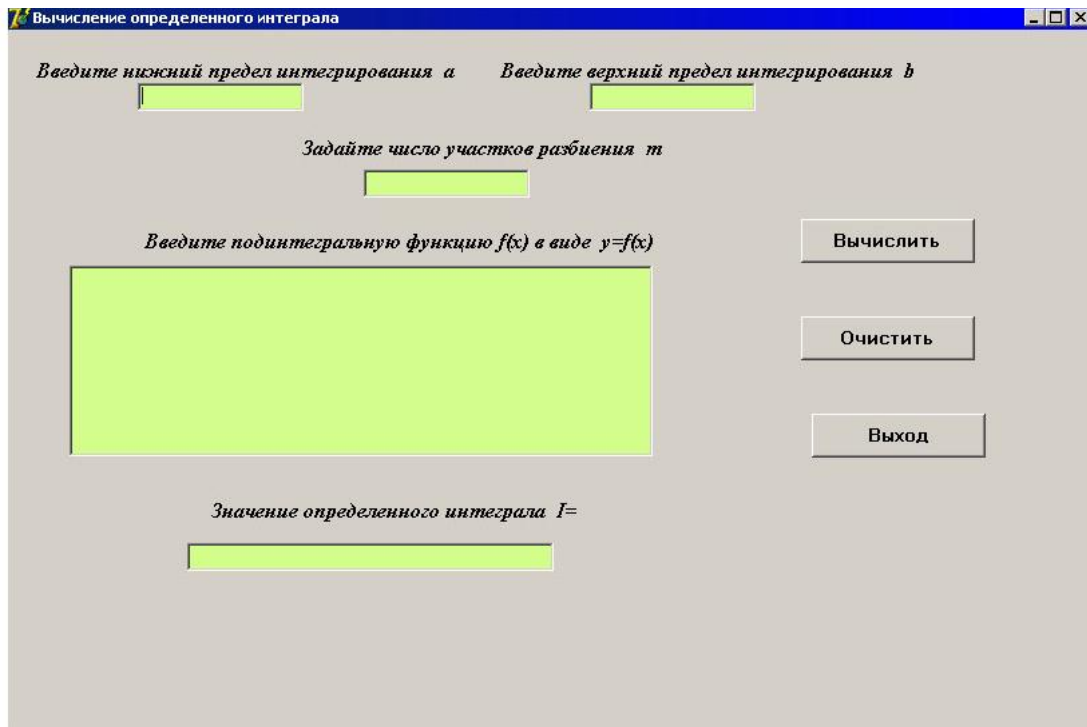 Вычисление определенного интеграла
Введите нижний предел интегрирования a
Введите верхний предел интегрирования b
Задайте число участков разбиения m
Введите подинтегральную функцию f(x) в виде y=f(x)
Вычислить
Очистить
Выход
Значение определенного интеграла I=